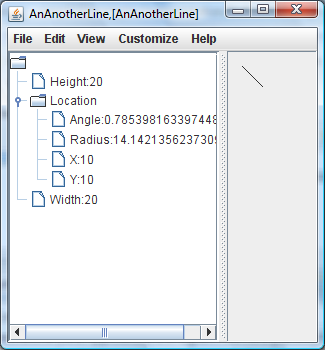 AnAnotherLine,[AnAnotherLine]
File Edit View Customize Help
Height:20
Location
Angle:0.785398163397448
Radius:14.142135623730
X:10
Y:10
Width:20